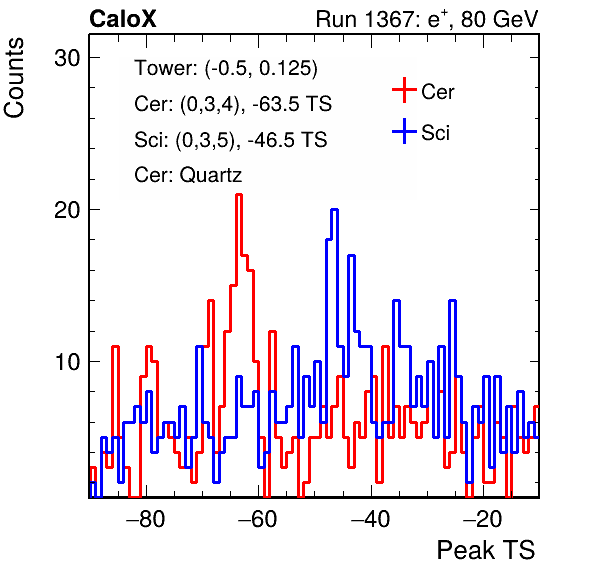 CaloX
Run 1367: e+, 80 GeV
Counts
30
20
10
Tower: (-0.5, 0.125)
Cer: (0,3,4), -63.5 TS
Sci: (0,3,5), -46.5 TS
Cer: Quartz
Cer
Sci
−80
−60
−40
−20
Peak TS